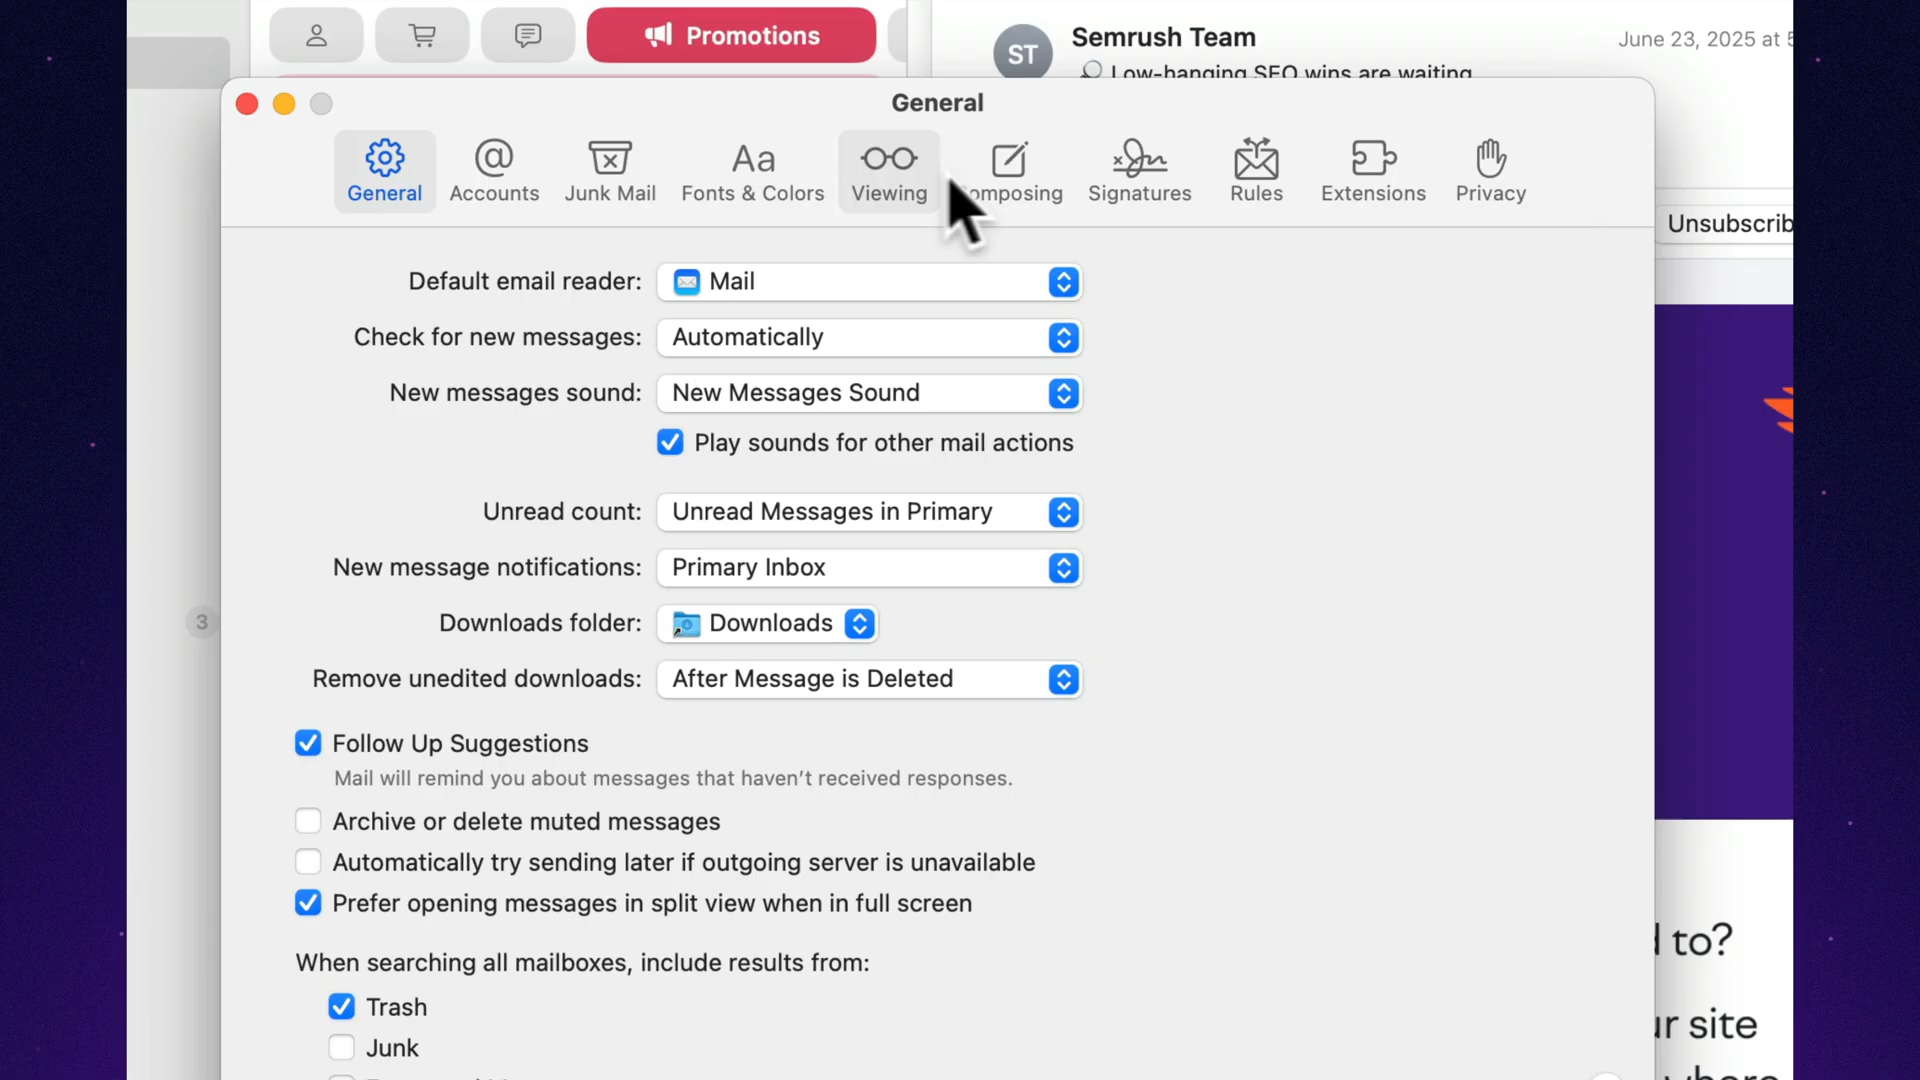 Promotions
ST
Semrush Team
June 23, 2025 at
Low-hanging SEO wins are waiting
General
General
Accounts
Junk Mail
Fonts & Colors
Viewing
omposing
Signatures
Rules
Extensions
Privacy
Unsubscrib
Default email reader: Mail
Check for new messages: Automatically
New messages sound: New Messages Sound
Play sounds for other mail actions
Unread count: Unread Messages in Primary
New message notifications: Primary Inbox
3
Downloads folder: Downloads
Remove unedited downloads: After Message is Deleted
Follow Up Suggestions
Mail will remind you about messages that haven't received responses.
Archive or delete muted messages
Automatically try sending later if outgoing server is unavailable
Prefer opening messages in split view when in full screen
to?
When searching all mailboxes, include results from:
Trash
ur site
Junk